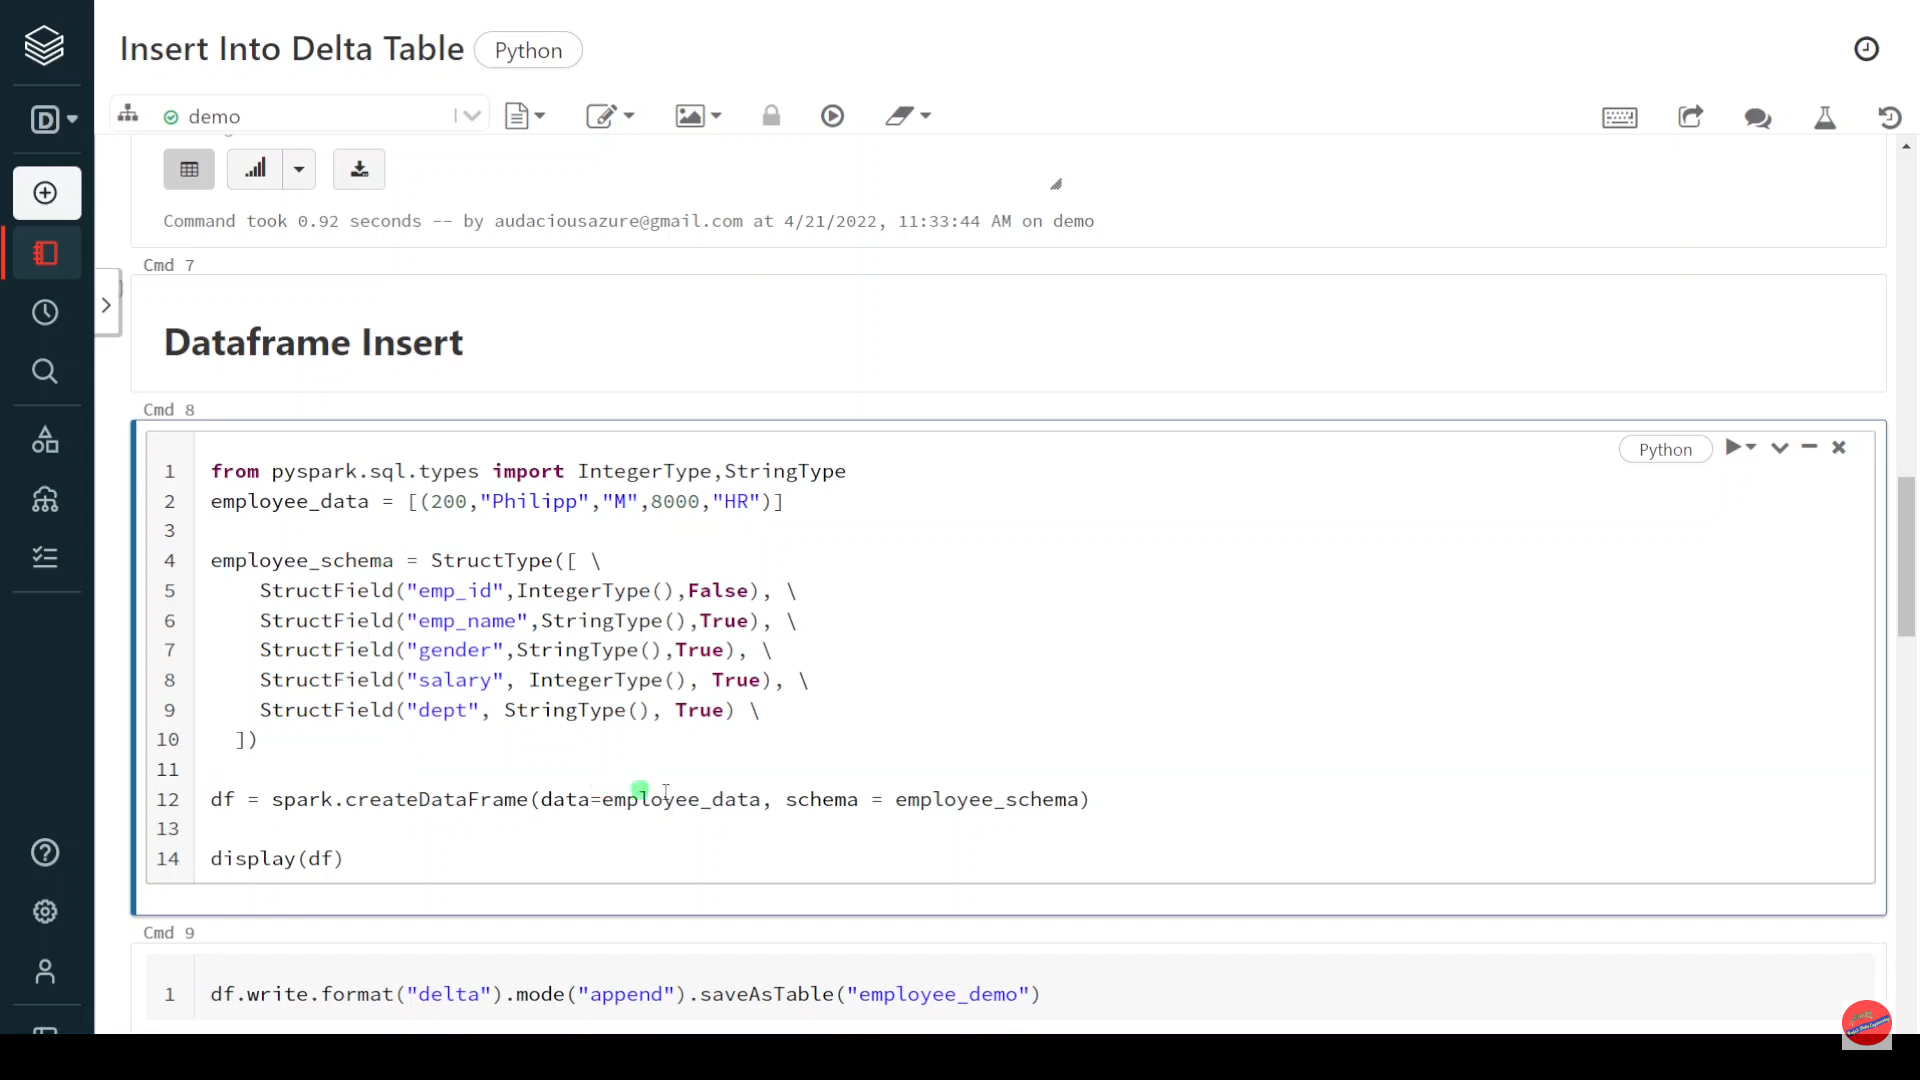 Insert Into Delta Table Python
demo
Command took 0.92 seconds -- by audaciousazure@gmail.com at 4/21/2022, 11:33:44 AM on demo
Cmd 7
Dataframe Insert
Cmd 8
Python
1 from pyspark.sql.types import IntegerType,StringType
2 employee_data = [(200,"Philipp","M",8000,"HR")]
3
4 employee_schema = StructType([ \
5 StructField("emp_id",IntegerType(),False), \
6 StructField("emp_name",StringType(),True), \
7 StructField("gender",StringType(),True), \
8 StructField("salary", IntegerType(), True), \
9 StructField("dept", StringType(), True) \
10 ])
11
12 df = spark.createDataFrame(data=employee_data, schema = employee_schema)
13
14 display(df)
Cmd 9
1 df.write.format("delta").mode("append").saveAsTable("employee_demo")